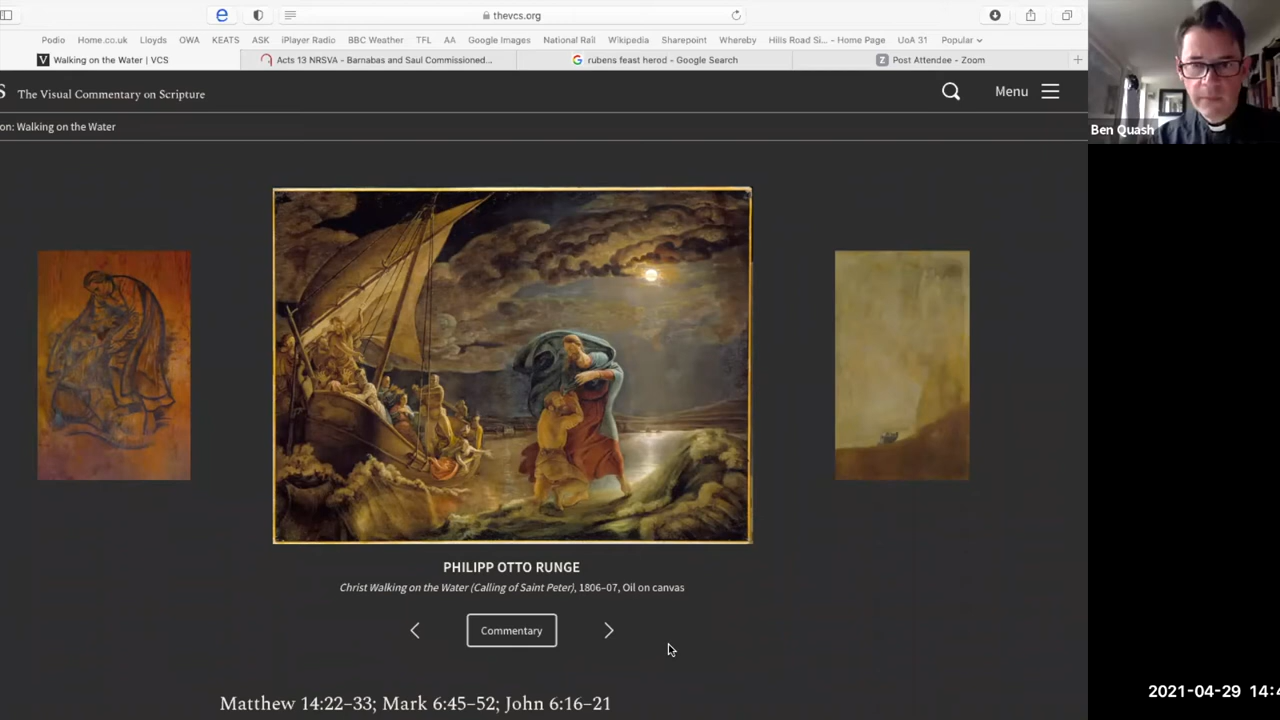 thevcs.org
Podio Home.co.uk Lloyds OWA KEATS ASK iPlayer Radio BBC Weather TFL AA Google Images National Rail Wikipedia Sharepoint Whereby Hills Road Si... - Home Page UoA 31 Popular
Walking on the Water | VCS
Acts 13 NRSVA - Barnabas and Saul Commissioned...
rubens feast herod - Google Search
Post Attendee - Zoom
S The Visual Commentary on Scripture
Menu
on: Walking on the Water
Ben Quash
PHILIPP OTTO RUNGE
Christ Walking on the Water (Calling of Saint Peter), 1806–07, Oil on canvas
Commentary
Matthew 14:22–33; Mark 6:45–52; John 6:16–21
2021-04-29 14:4